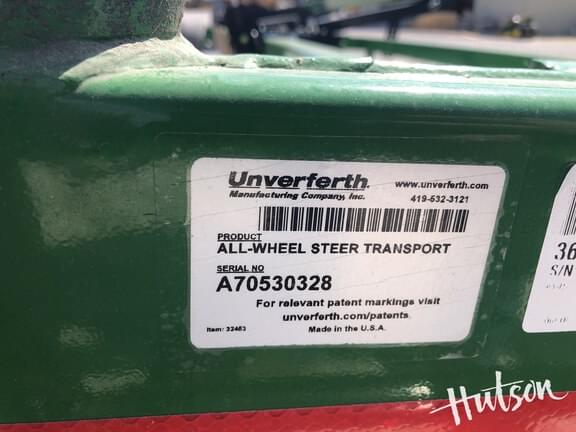 Unverferth
Manufacturing Company, Inc.
www.unverferth.com
419-532-3121
PRODUCT
ALL-WHEEL STEER TRANSPORT
SERIAL NO
A70530328
For relevant patent markings visit
unverferth.com/patents
Item: 33453
Made in the U.S.A.
36
S/N
Hutson